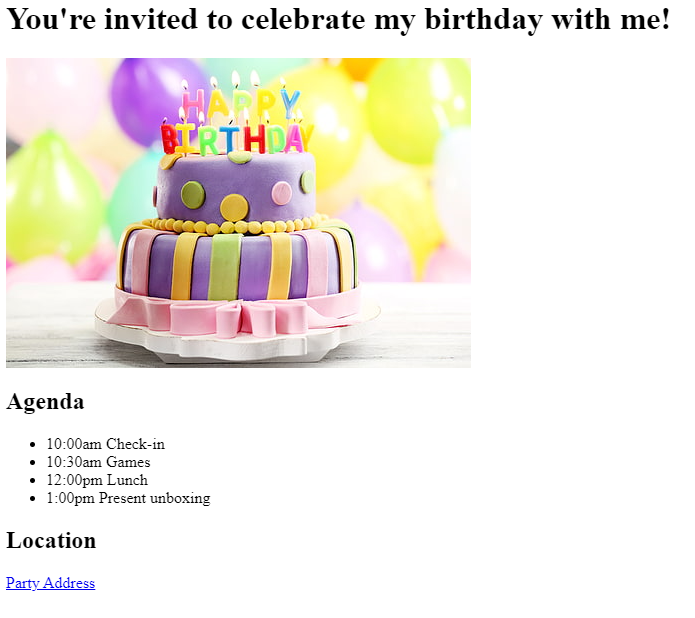 You're invited to celebrate my birthday with me!
HAPPY
BIRTHDAY
Agenda
10:00am Check-in
10:30am Games
12:00pm Lunch
1:00pm Present unboxing
Location
Party Address